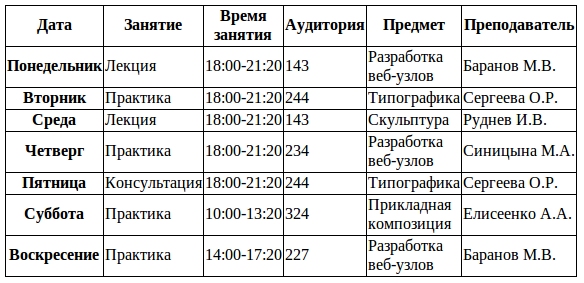 Дата Занятие Время занятия Аудитория Предмет Преподаватель
Понедельник Лекция 18:00-21:20 143 Разработка веб-узлов Баранов М.В.
Вторник Практика 18:00-21:20 244 Типографика Сергеева О.Р.
Среда Лекция 18:00-21:20 143 Скульптура Руднев И.В.
Четверг Практика 18:00-21:20 234 Разработка веб-узлов Синицына М.А.
Пятница Консультация 18:00-21:20 244 Типографика Сергеева О.Р.
Суббота Практика 10:00-13:20 324 Прикладная композиция Елисеенко А.А.
Воскресение Практика 14:00-17:20 227 Разработка веб-узлов Баранов М.В.